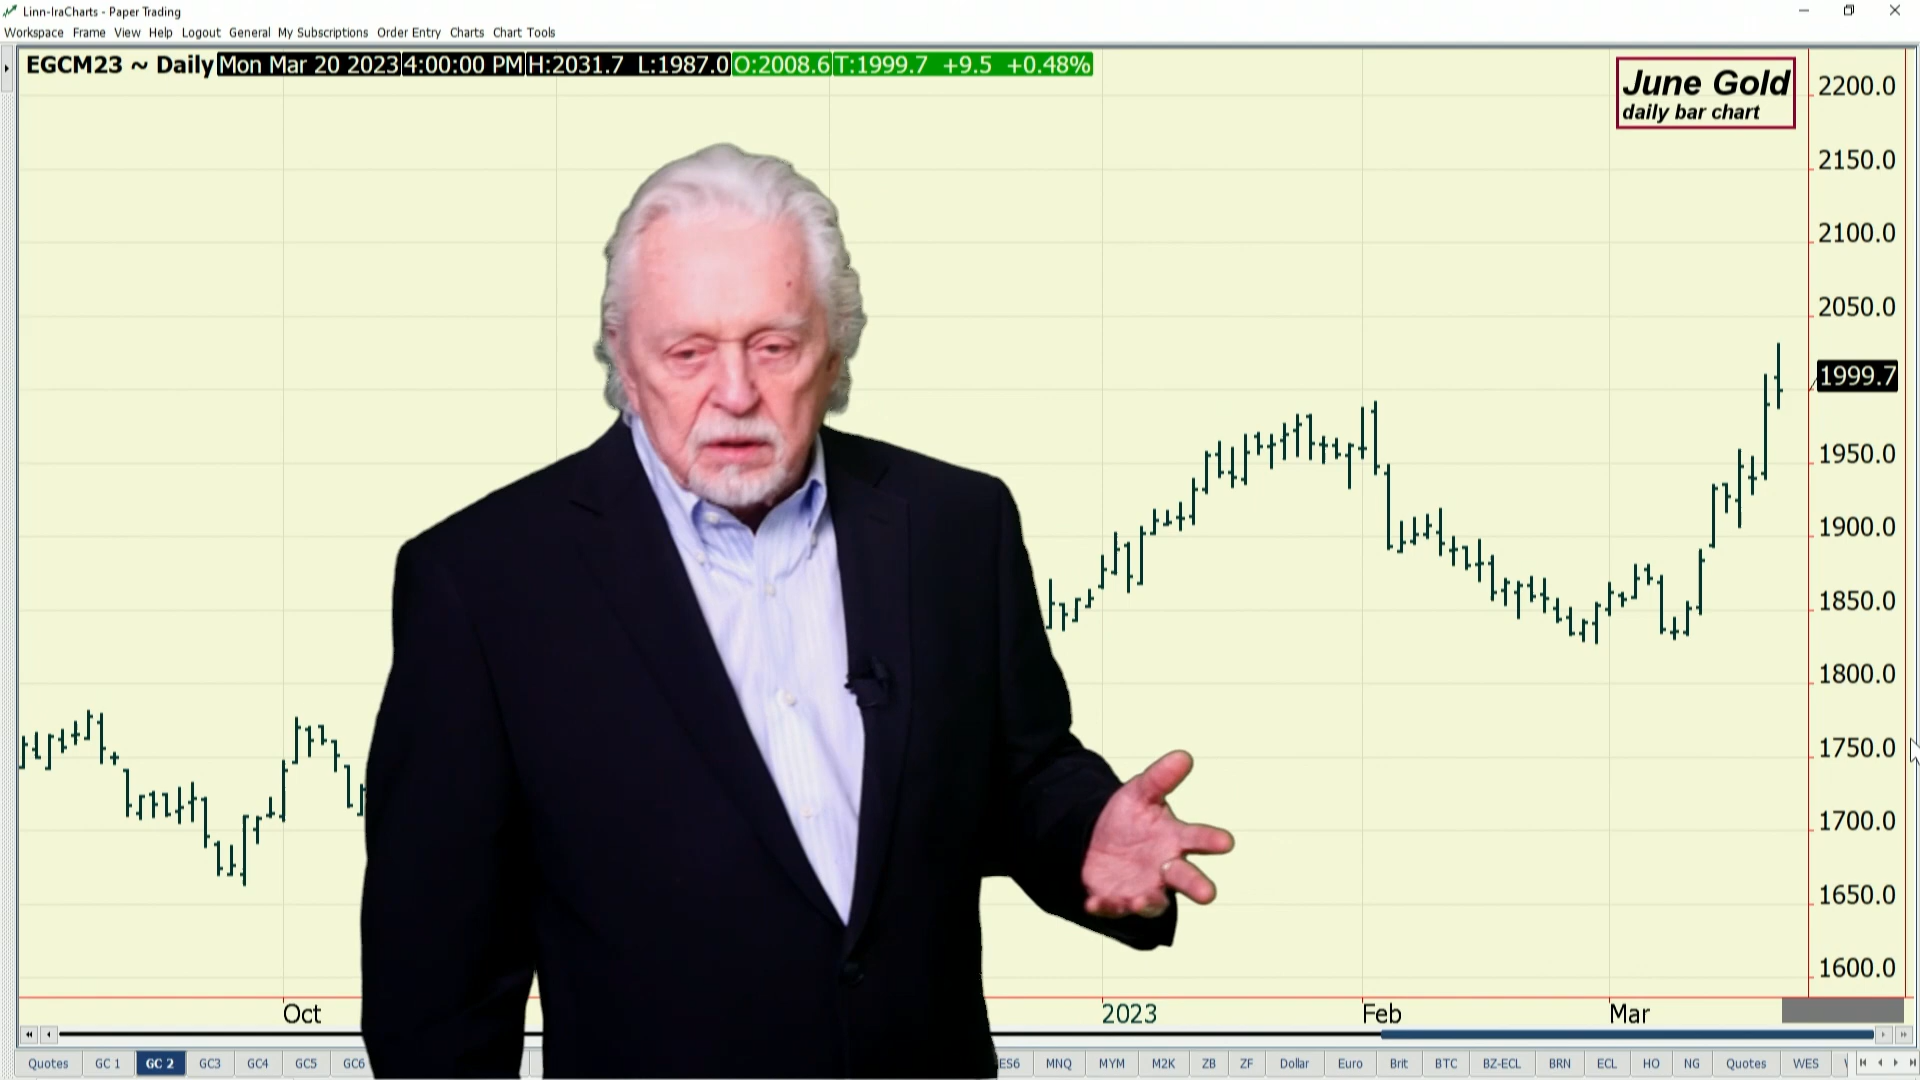 Linn-IraCharts - Paper Trading
Workspace Frame View Help Logout General My Subscriptions Order Entry Charts Chart Tools
EGCM23 ~ Daily Mon Mar 20 2023 4:00:00 PM H:2031.7 L:1987.0 O:2008.6 T:1999.7 +9.5 +0.48%
June Gold
daily bar chart
2200.0
2150.0
2100.0
2050.0
1999.7
1950.0
1900.0
1850.0
1800.0
1750.0
1700.0
1650.0
1600.0
Oct 2023 Feb Mar
Quotes GC 1 GC 2 GC3 GC4 GC5 GC6 ES6 MNQ MYM M2K ZB ZF Dollar Euro Brit BTC BZ-ECL BRN ECL HO NG Quotes WES